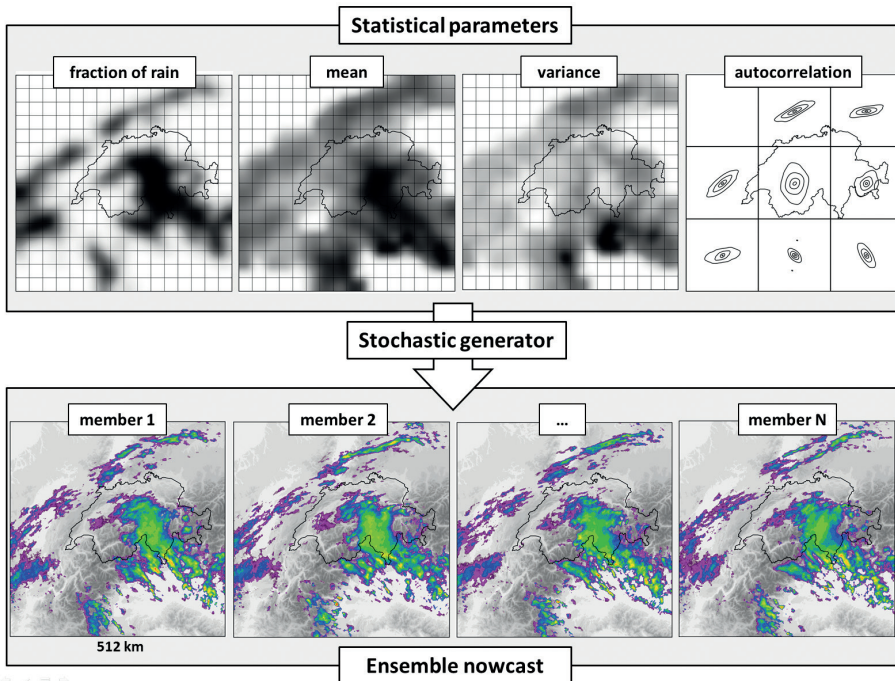 Statistical parameters
fraction of rain
mean
variance
autocorrelation
Stochastic generator
member 1
member 2
...
member N
512 km
Ensemble nowcast